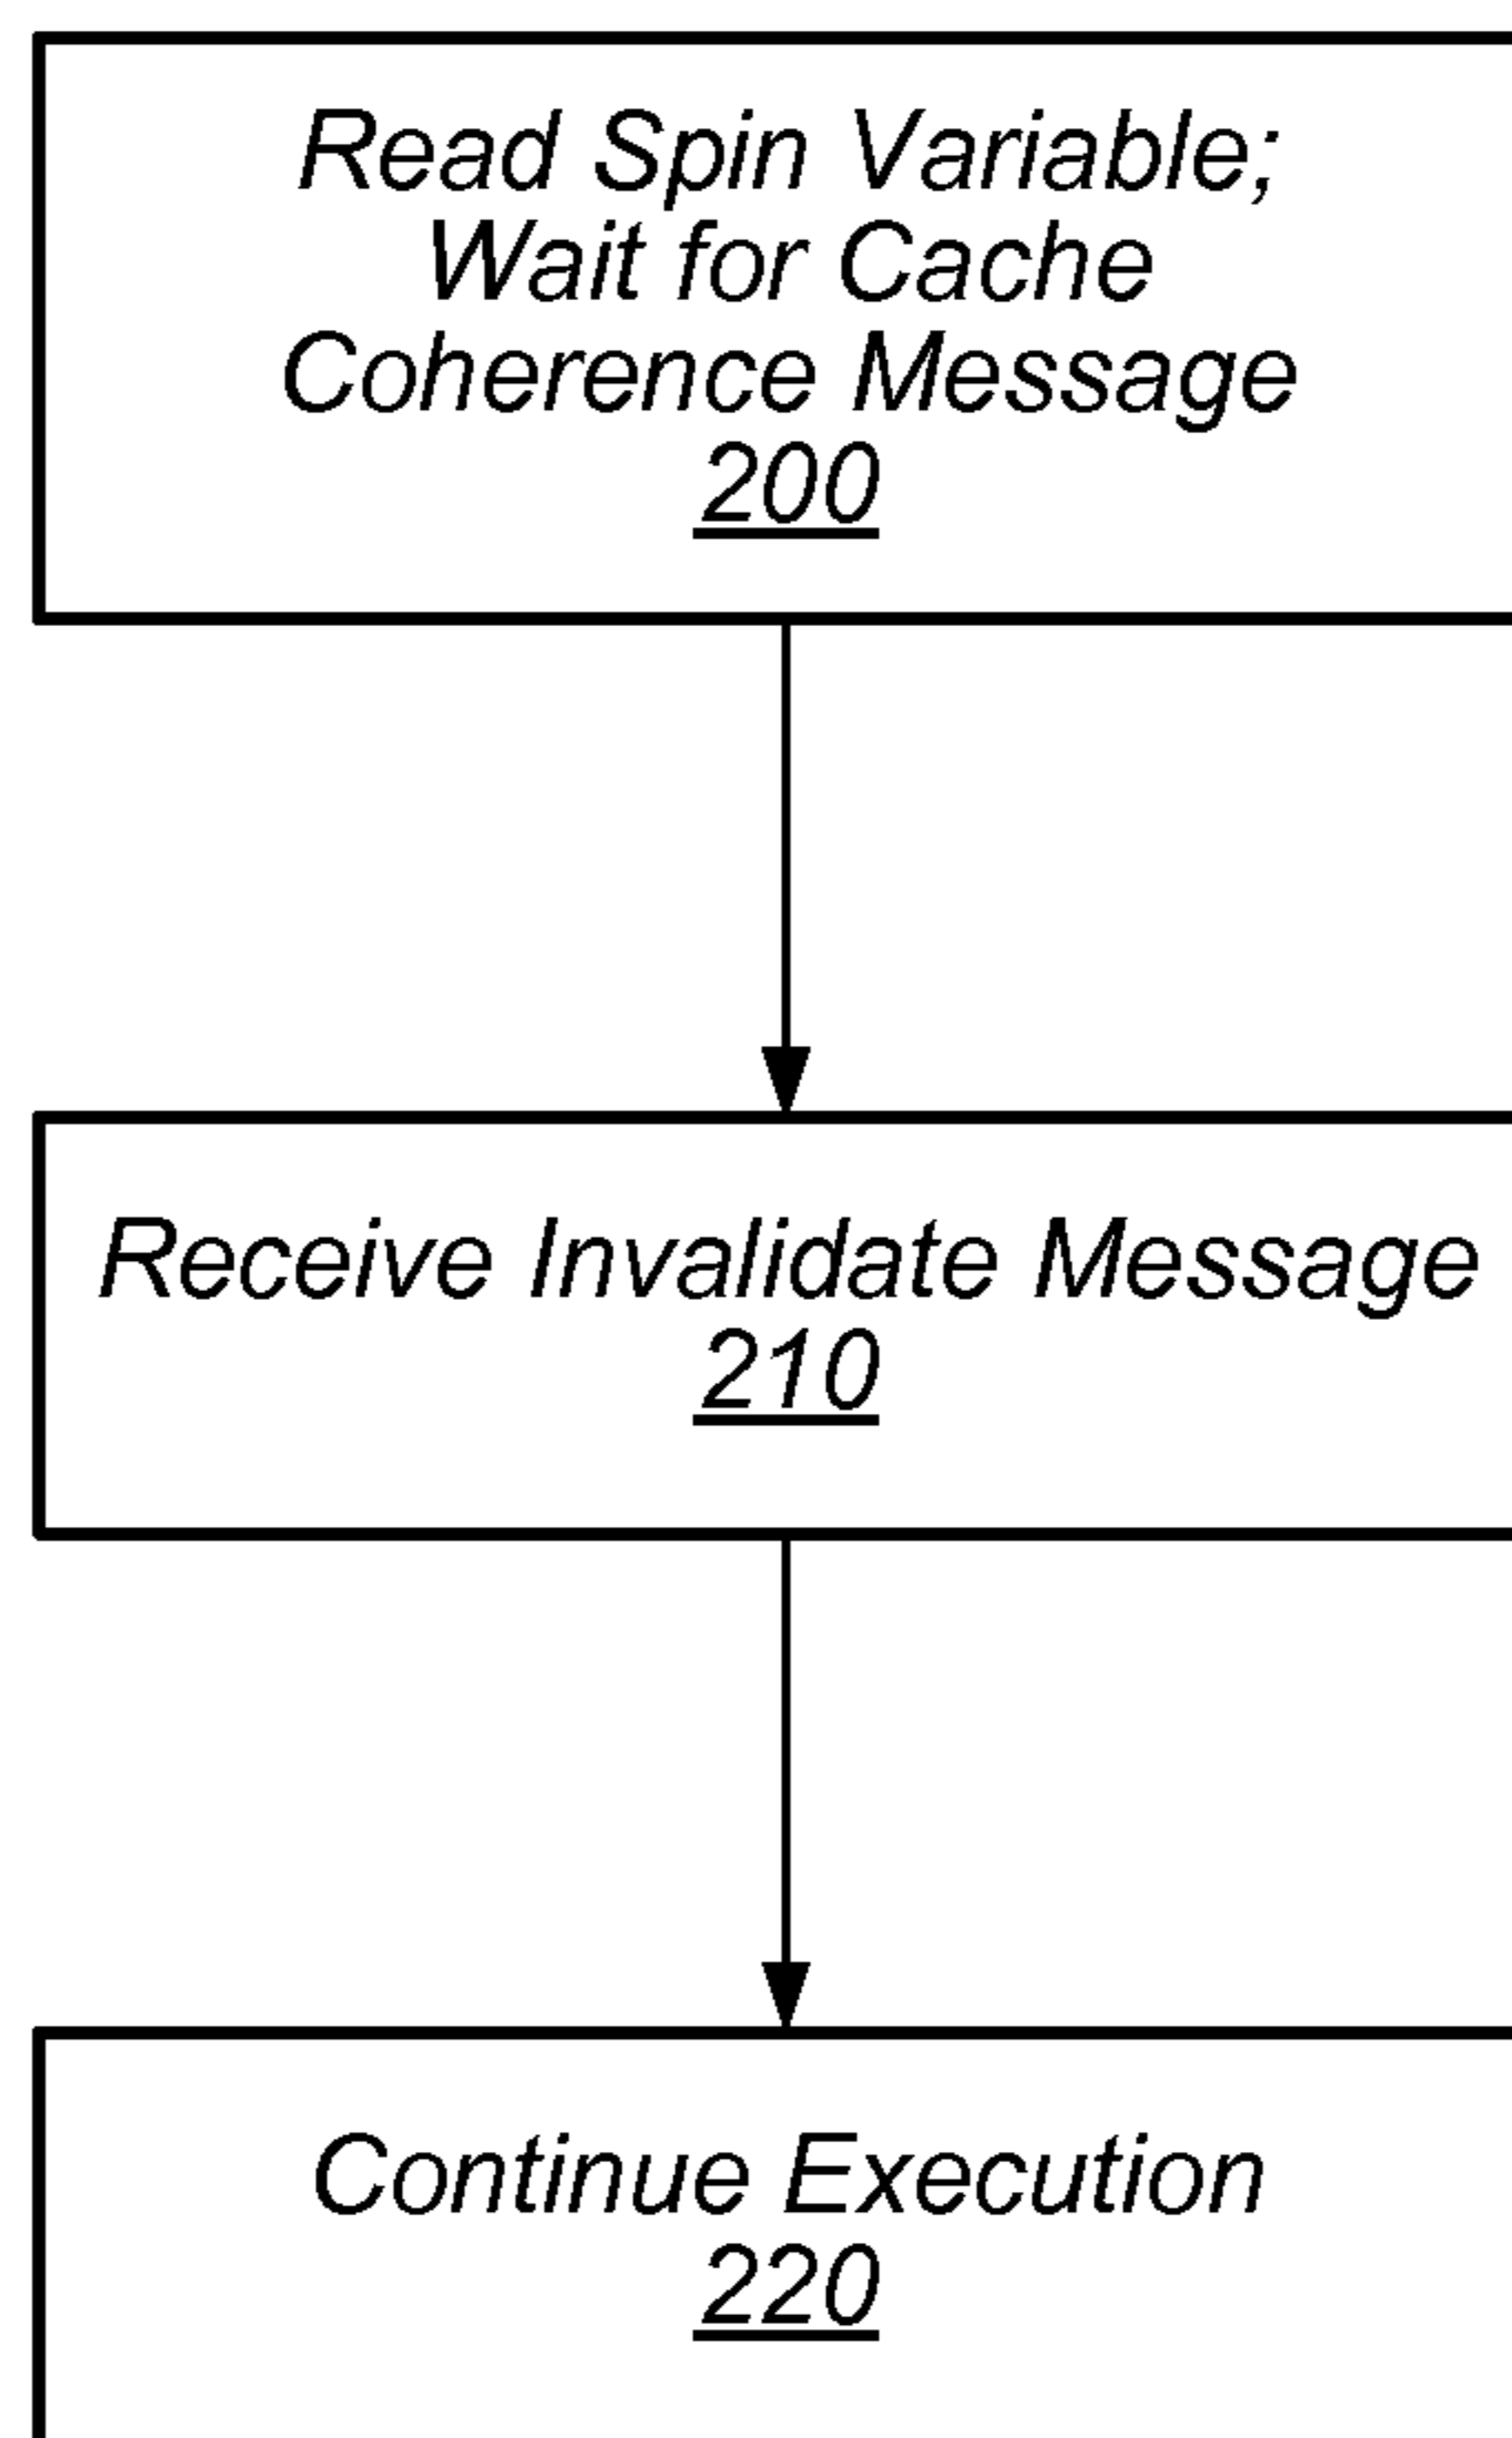 Read Spin Variable;
Wait for Cache
Coherence Message
200
Receive Invalidate Message
210
Continue Execution
220